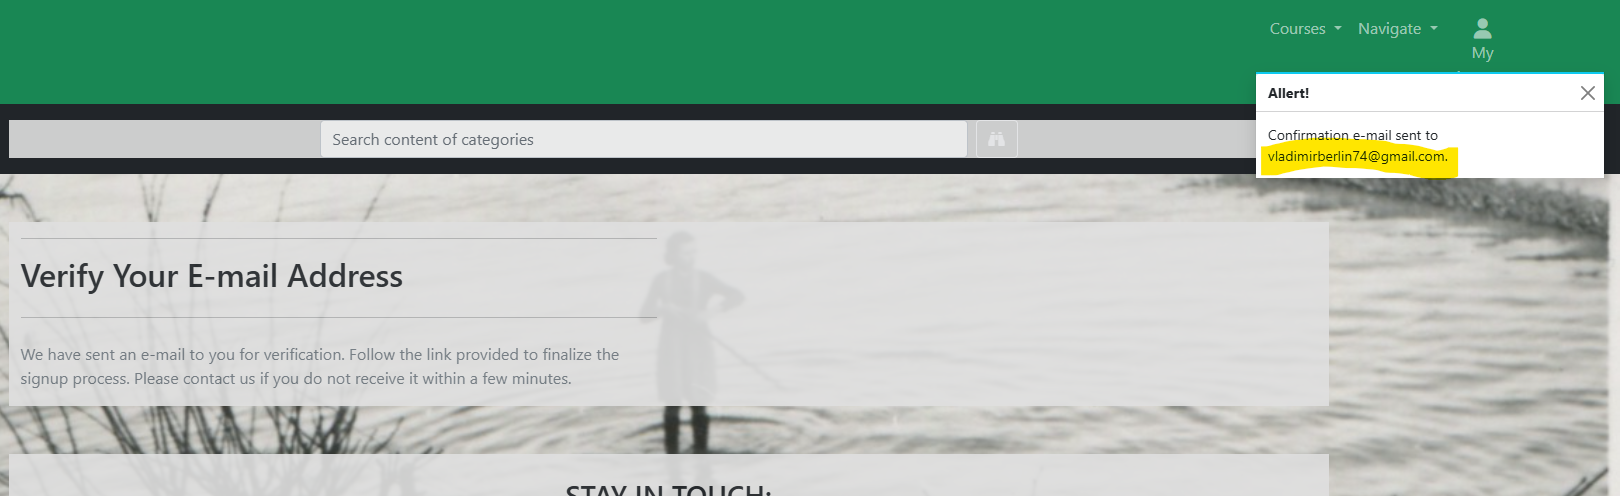 Courses
Navigate
My
Allert!
Confirmation e-mail sent to
vladimirberlin74@gmail.com.
Search content of categories
Verify Your E-mail Address
We have sent an e-mail to you for verification. Follow the link provided to finalize the
signup process. Please contact us if you do not receive it within a few minutes.
STAY IN TOUCH: